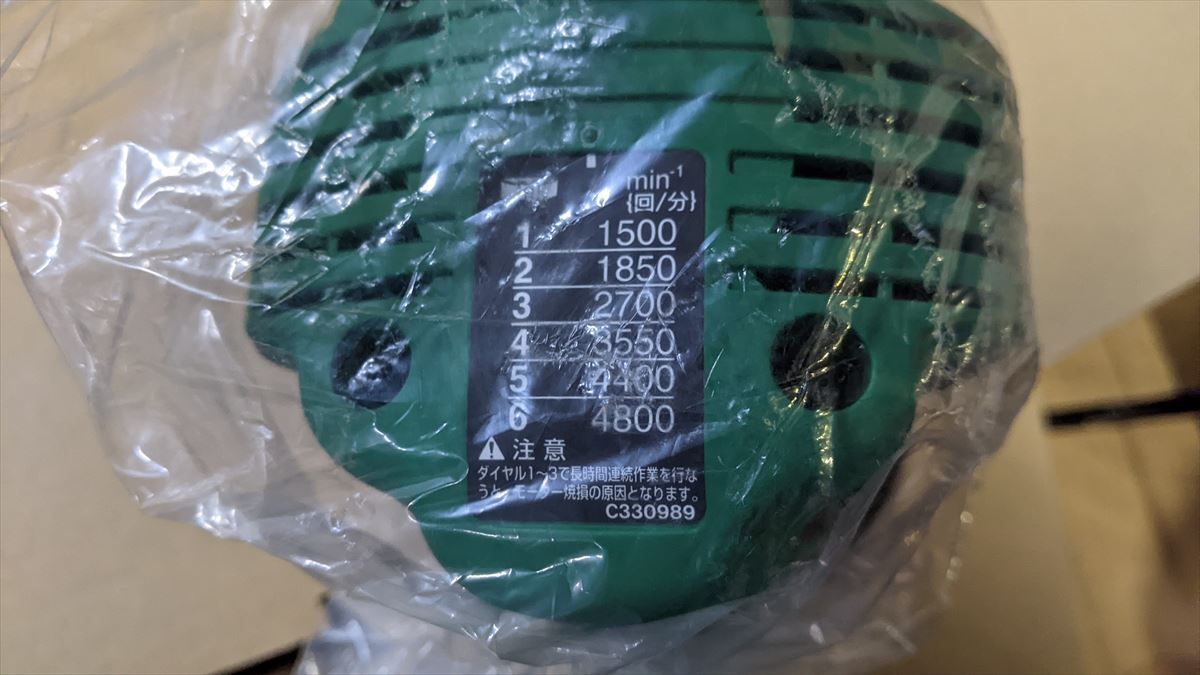 min-1
{回/分}
1 1500
2 1850
3 2700
4 3550
5 4400
6 4800
注意
ダイヤル1~3で長時間連続作業を行な
うと、モーター焼損の原因となります。
C330989